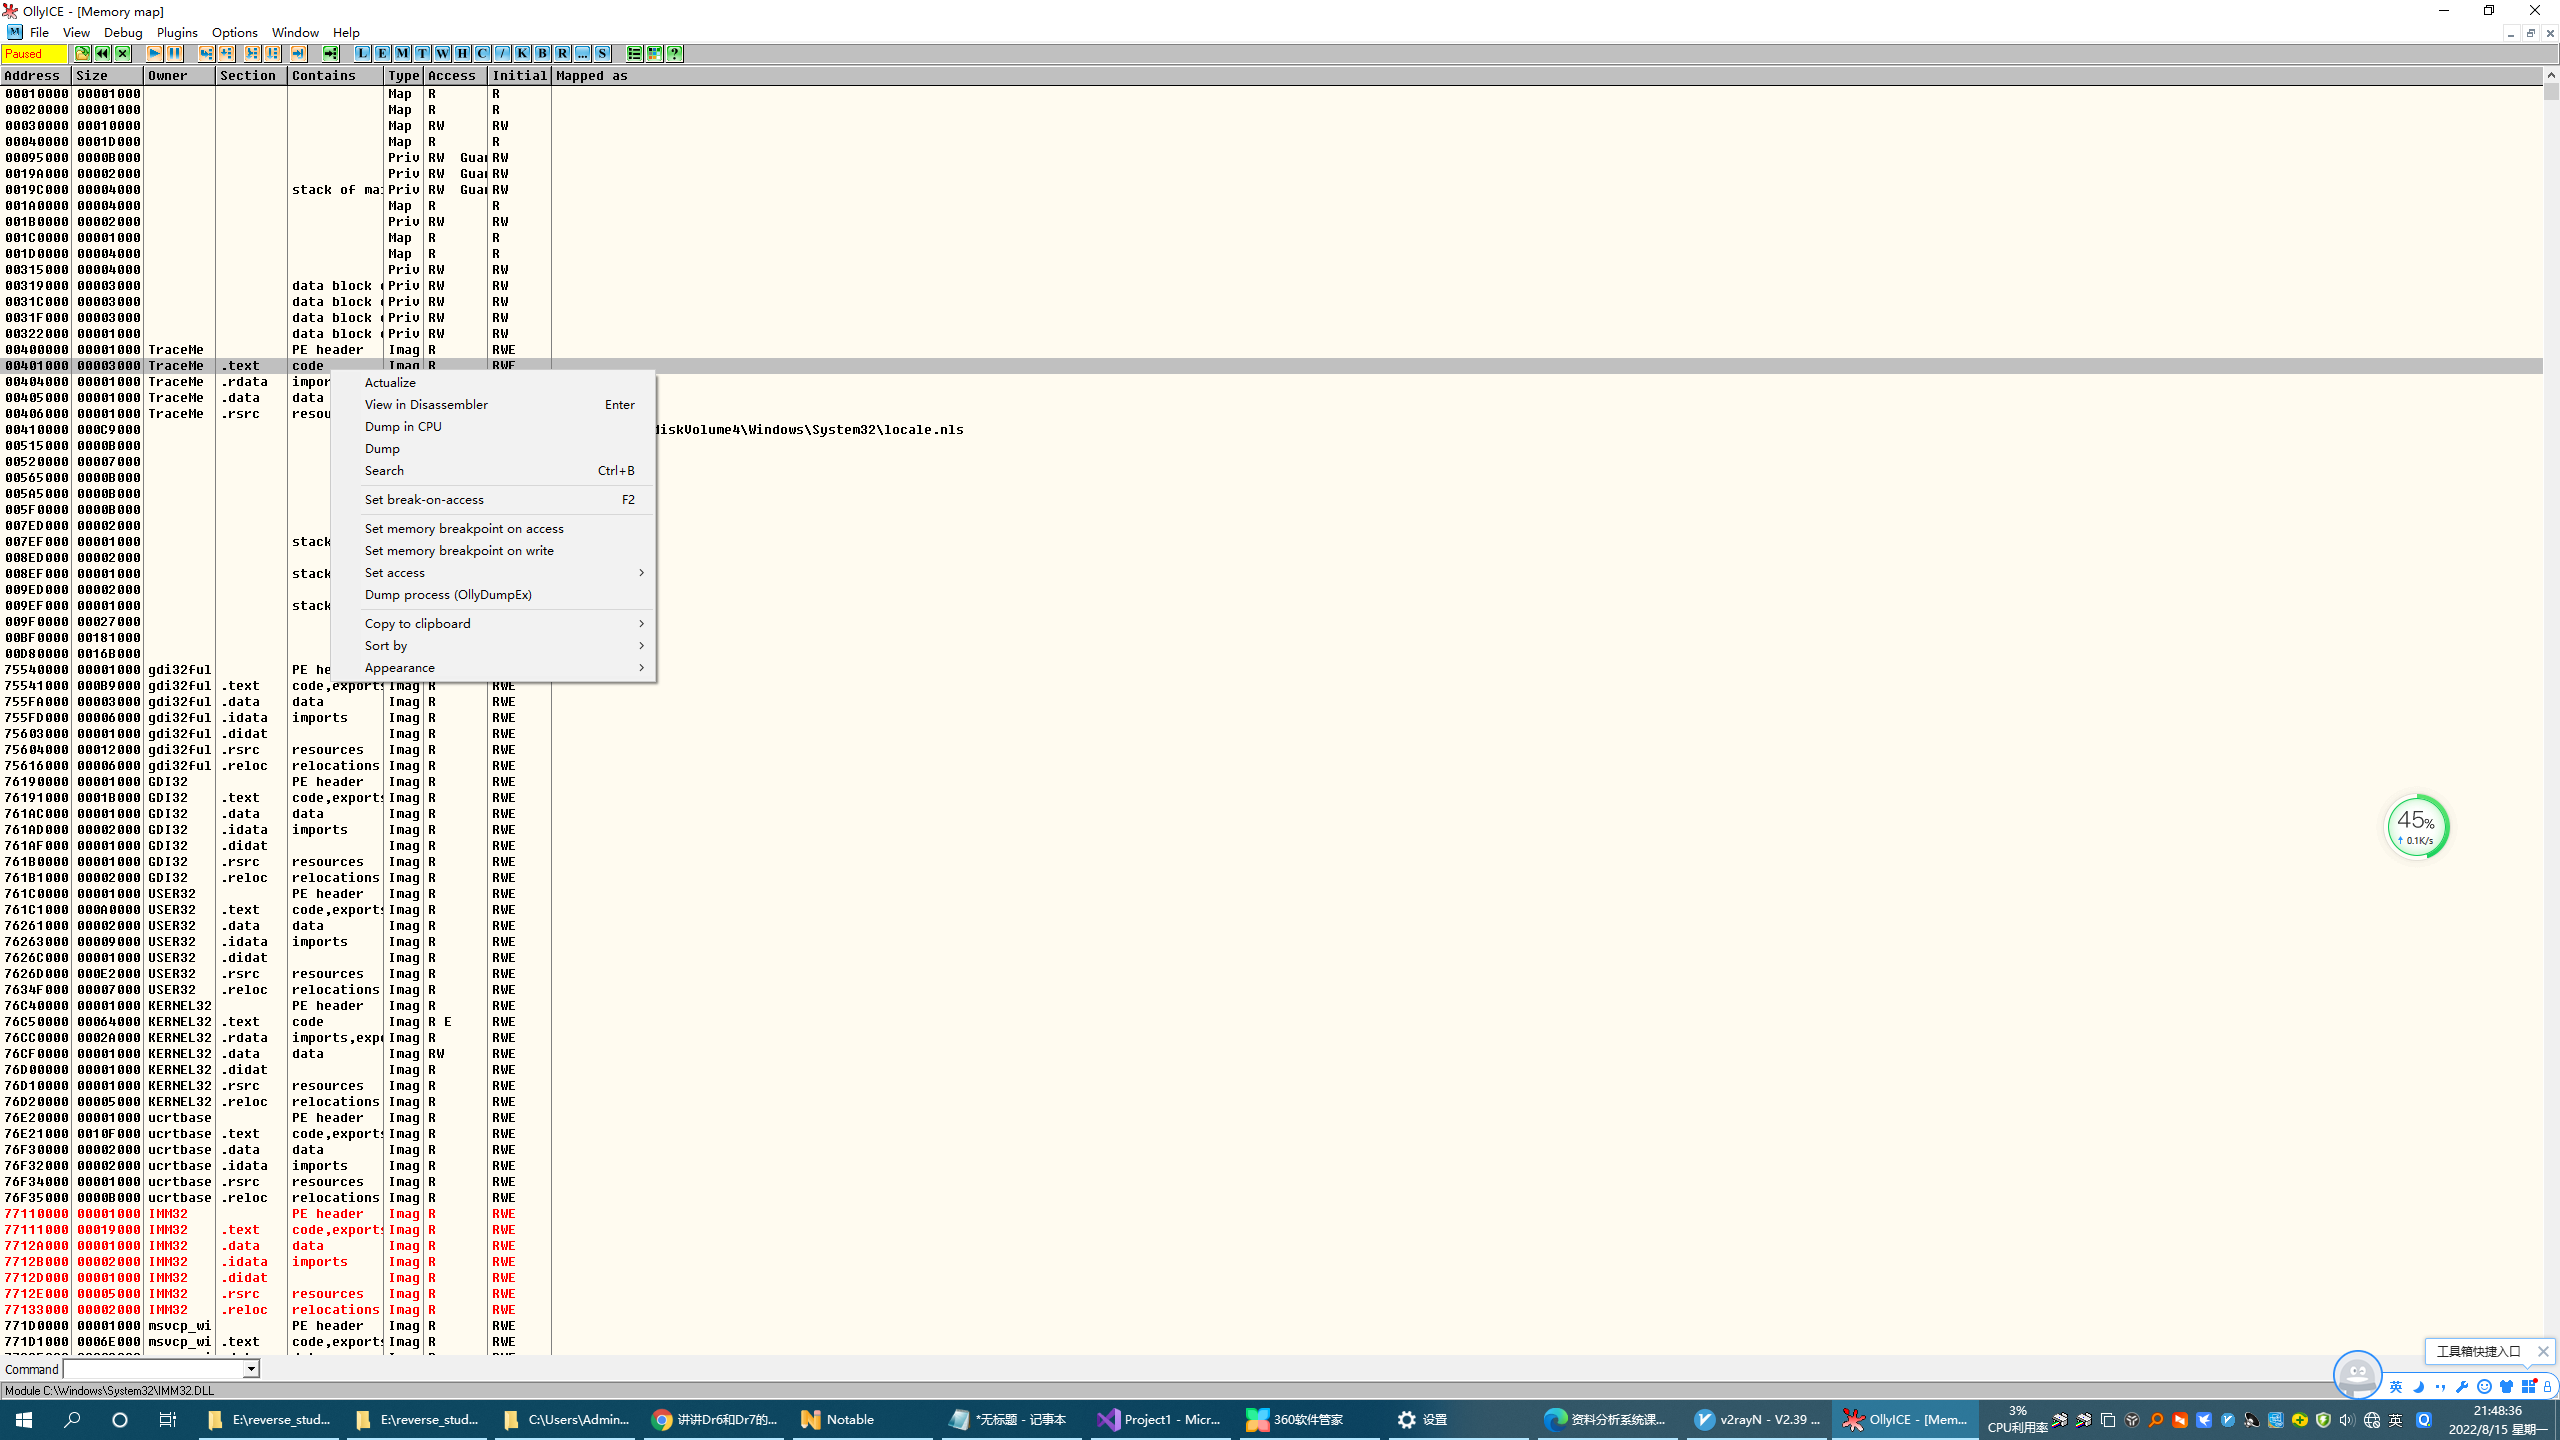 OllyICE - [Memory map]
File View Debug Plugins Options Window Help
Paused L E M T W H C / K B R ... S ?
Address Size Owner Section Contains Type Access Initial Mapped as
00010000 00001000 Map R R
00020000 00001000 Map R R
00030000 00010000 Map RW RW
00040000 0001D000 Map R R
00095000 0000B000 Priv RW Guar RW
0019A000 00002000 Priv RW Guar RW
0019C000 00004000 stack of mai Priv RW Guar RW
001A0000 00004000 Map R R
001B0000 00002000 Priv RW RW
001C0000 00001000 Map R R
001D0000 00004000 Map R R
00315000 00004000 Priv RW RW
00319000 00003000 data block Priv RW RW
0031C000 00003000 data block Priv RW RW
0031F000 00003000 data block Priv RW RW
00322000 00001000 data block Priv RW RW
00400000 00001000 TraceMe PE header Imag R RWE
00401000 00003000 TraceMe .text code Imag R RWE
00404000 00001000 TraceMe .rdata impor
00405000 00001000 TraceMe .data data
00406000 00001000 TraceMe .rsrc resou
00410000 000C9000 diskVolume4\Windows\System32\locale.nls
00515000 0000B000
00520000 00007000
00565000 0000B000
005A5000 0000B000
005F0000 0000B000
007ED000 00002000
007EF000 00001000 stack
008ED000 00002000
008EF000 00001000 stack
009ED000 00002000
009EF000 00001000 stack
009F0000 00027000
00BF0000 00181000
00D80000 0016B000
75540000 00001000 gdi32ful PE he
75541000 000B9000 gdi32ful .text code,exports Imag R RWE
755FA000 00003000 gdi32ful .data data Imag R RWE
755FD000 00006000 gdi32ful .idata imports Imag R RWE
75603000 00001000 gdi32ful .didat Imag R RWE
75604000 00012000 gdi32ful .rsrc resources Imag R RWE
75616000 00006000 gdi32ful .reloc relocations Imag R RWE
76190000 00001000 GDI32 PE header Imag R RWE
76191000 0001B000 GDI32 .text code,exports Imag R RWE
761AC000 00001000 GDI32 .data data Imag R RWE
761AD000 00002000 GDI32 .idata imports Imag R RWE
761AF000 00001000 GDI32 .didat Imag R RWE
761B0000 00001000 GDI32 .rsrc resources Imag R RWE
761B1000 00002000 GDI32 .reloc relocations Imag R RWE
761C0000 00001000 USER32 PE header Imag R RWE
761C1000 000A0000 USER32 .text code,exports Imag R RWE
76261000 00002000 USER32 .data data Imag R RWE
76263000 00009000 USER32 .idata imports Imag R RWE
7626C000 00001000 USER32 .didat Imag R RWE
7626D000 000E2000 USER32 .rsrc resources Imag R RWE
7634F000 00007000 USER32 .reloc relocations Imag R RWE
76C40000 00001000 KERNEL32 PE header Imag R RWE
76C50000 00064000 KERNEL32 .text code Imag R E RWE
76CC0000 0002A000 KERNEL32 .rdata imports,expo Imag R RWE
76CF0000 00001000 KERNEL32 .data data Imag RW RWE
76D00000 00001000 KERNEL32 .didat Imag R RWE
76D10000 00001000 KERNEL32 .rsrc resources Imag R RWE
76D20000 00005000 KERNEL32 .reloc relocations Imag R RWE
76E20000 00001000 ucrtbase PE header Imag R RWE
76E21000 0010F000 ucrtbase .text code,exports Imag R RWE
76F30000 00002000 ucrtbase .data data Imag R RWE
76F32000 00002000 ucrtbase .idata imports Imag R RWE
76F34000 00001000 ucrtbase .rsrc resources Imag R RWE
76F35000 0000B000 ucrtbase .reloc relocations Imag R RWE
77110000 00001000 IMM32 PE header Imag R RWE
77111000 00019000 IMM32 .text code,exports Imag R RWE
7712A000 00001000 IMM32 .data data Imag R RWE
7712B000 00002000 IMM32 .idata imports Imag R RWE
7712D000 00001000 IMM32 .didat Imag R RWE
7712E000 00005000 IMM32 .rsrc resources Imag R RWE
77133000 00002000 IMM32 .reloc relocations Imag R RWE
771D0000 00001000 msvcp_wi PE header Imag R RWE
771D1000 0006E000 msvcp_wi .text code,exports Imag R RWE
Actualize
View in Disassembler Enter
Dump in CPU
Dump
Search Ctrl+B
Set break-on-access F2
Set memory breakpoint on access
Set memory breakpoint on write
Set access
Dump process (OllyDumpEx)
Copy to clipboard
Sort by
Appearance
45%
0.1K/s
Command
工具箱快捷入口
Module C:\Windows\System32\IMM32.DLL
英
E:\reverse_stud... E:\reverse_stud... C:\Users\Admin... 讲讲Dr6和Dr7的... Notable *无标题 - 记事本 Project1 - Micr... 360软件管家 设置 资料分析系统课... v2rayN - V2.39 ... OllyICE - [Mem...
3%
CPU利用率
英
21:48:36
2022/8/15 星期一